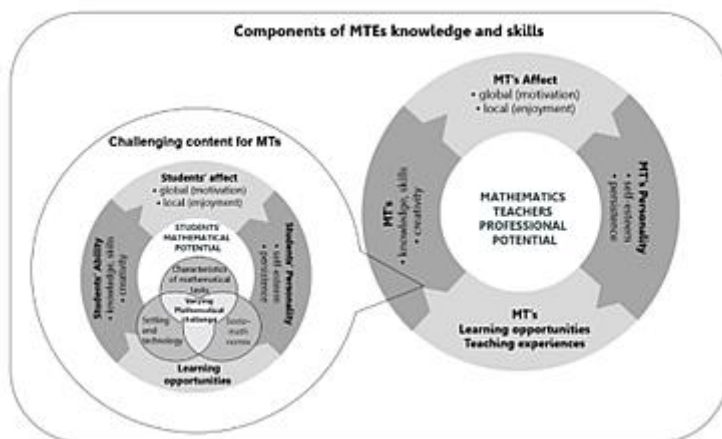 Components of MTEs knowledge and skills
Challenging content for MTs
Students' affect
• global (motivation)
• local (enjoyment)
STUDENTS'
MATHEMATICAL
POTENTIAL
Students' Ability
• knowledge, skills
• creativity
Students' Personality
• self-esteem
• persistence
Characteristics
of mathematical
Varying
Mathematical
challenge
Setting
and
technology
Socio-
math
norms
Learning
opportunities
MT's Affect
• global (motivation)
• local (enjoyment)
MT's
• knowledge, skills
• creativity
MATHEMATICS
TEACHERS
PROFESSIONAL
POTENTIAL
MT's Personality
• self-esteem
• persistence
MT's
Learning opportunities
Teaching experiences